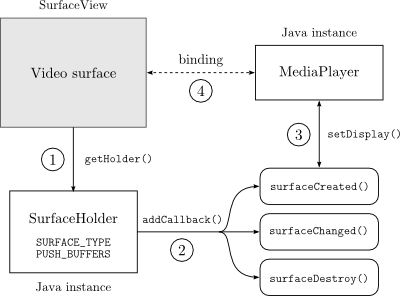 SurfaceView
Video surface
Java instance
MediaPlayer
binding
4
3
setDisplay()
1
getHolder()
SurfaceHolder
SURFACE_TYPE
PUSH_BUFFERS
Java instance
addCallback()
2
surfaceCreated()
surfaceChanged()
surfaceDestroy()